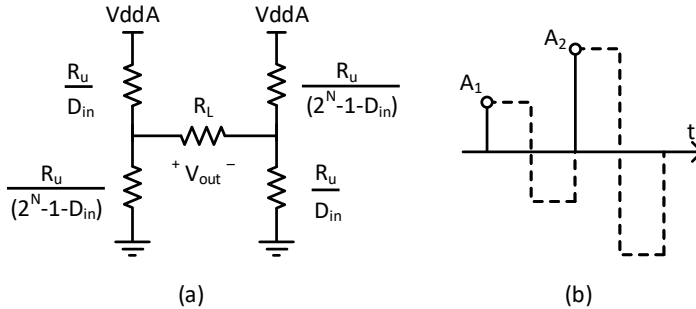 VddA VddA
R_u
D_in
R_L
R_u
(2^N-1-D_in)
+ V_out −
R_u
(2^N-1-D_in)
R_u
D_in
(a)
A_1
A_2
t
(b)